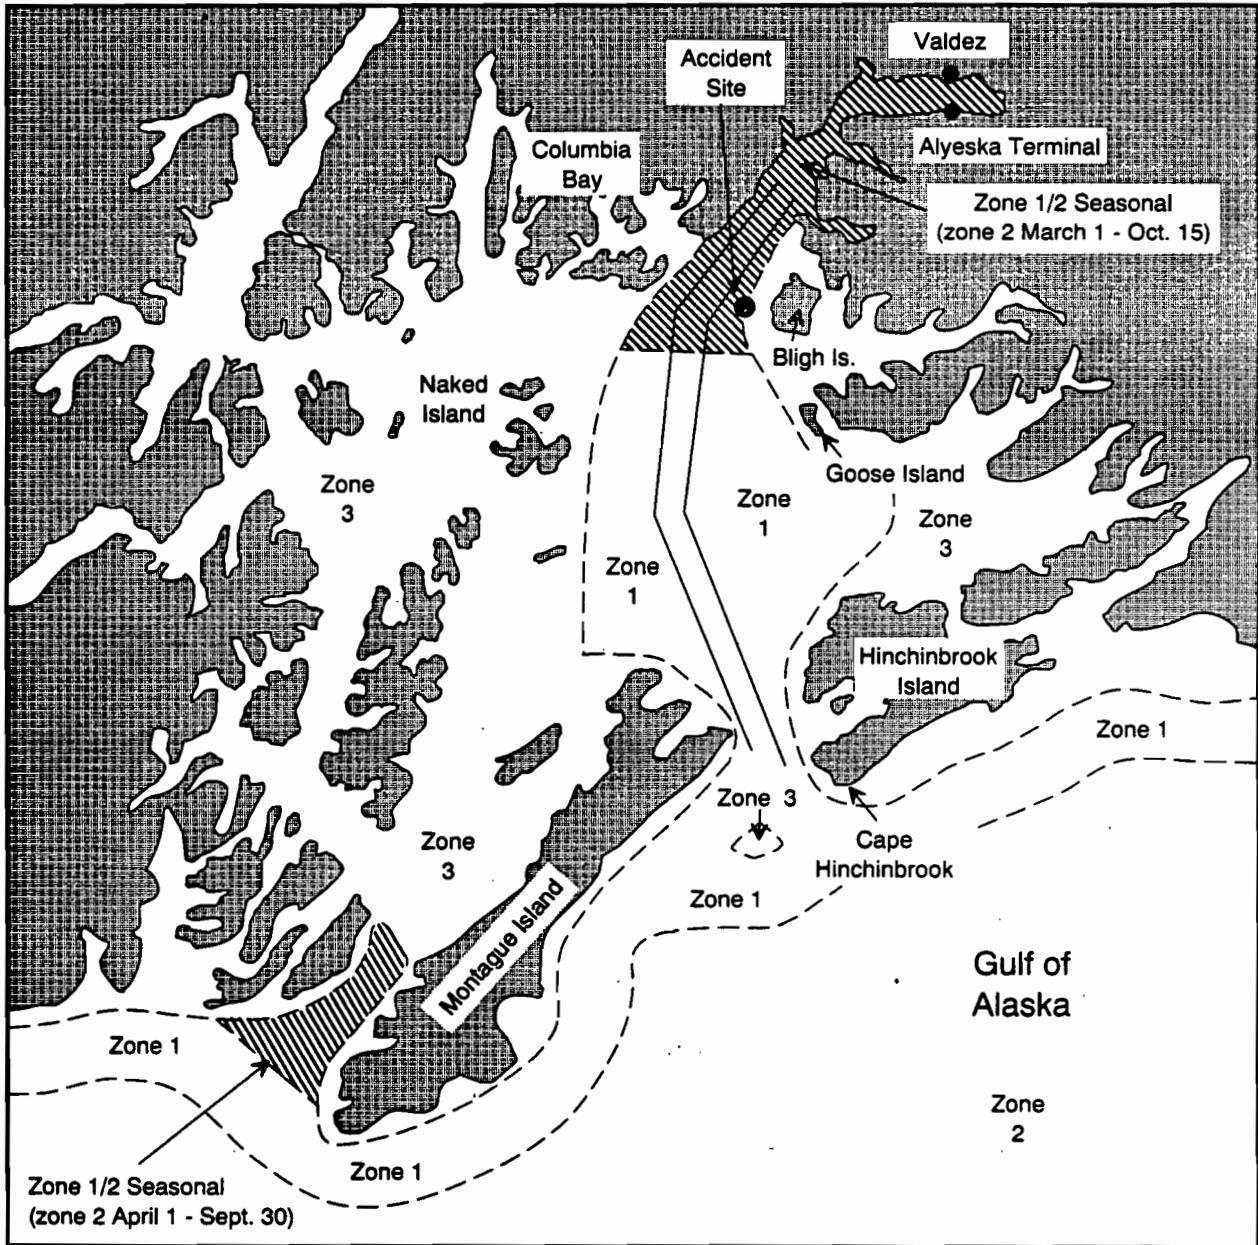 Valdez
Accident
Site
Columbia
Bay
Alyeska Terminal
Zone 1/2 Seasonal
(zone 2 March 1 - Oct. 15)
Bligh Is.
Naked
Island
Goose Island
Zone
3
Zone
1
Zone
3
Zone
1
Hinchinbrook
Island
Zone 1
Zone 3
Cape
Hinchinbrook
Zone
3
Zone 1
Montague Island
Gulf of
Alaska
Zone 1
Zone
2
Zone 1
Zone 1/2 Seasonal
(zone 2 April 1 - Sept. 30)